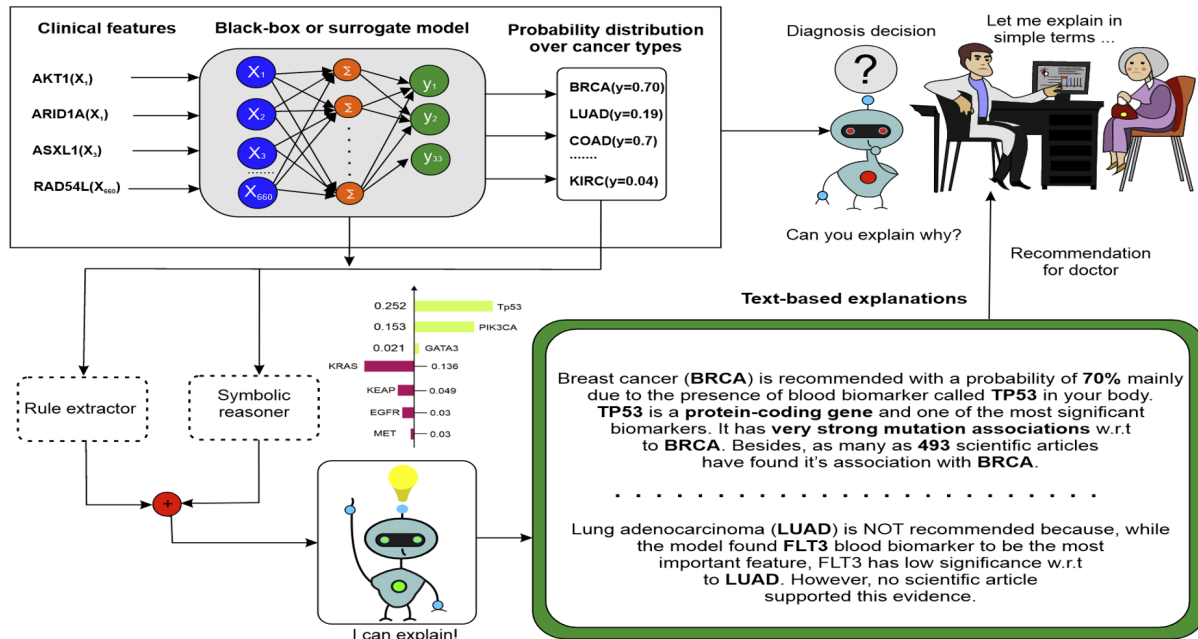 Clinical features
Black-box or surrogate model
Probability distribution
over cancer types
AKT1(X₁)
ARID1A(X₁)
ASXL1(X₃)
RAD54L(X₆₆₀)
X₁
X₂
X₃
.......
X₆₆₀
Σ
Σ
Σ
y₁
y₂
y₃₃
BRCA(y=0.70)
LUAD(y=0.19)
COAD(y=0.7)
.......
KIRC(y=0.04)
Diagnosis decision
?
Can you explain why?
Let me explain in
simple terms ...
Recommendation
for doctor
Rule extractor
Symbolic
reasoner
+
0.252 Tp53
0.153 PIK3CA
0.021 GATA3
KRAS 0.136
KEAP 0.049
EGFR 0.03
MET 0.03
I can explain!
Text-based explanations
Breast cancer (BRCA) is recommended with a probability of 70% mainly
due to the presence of blood biomarker called TP53 in your body.
TP53 is a protein-coding gene and one of the most significant
biomarkers. It has very strong mutation associations w.r.t
to BRCA. Besides, as many as 493 scientific articles
have found it's association with BRCA.
. . . . . . . . . . . . . . . . . . . . . . . . . .
Lung adenocarcinoma (LUAD) is NOT recommended because, while
the model found FLT3 blood biomarker to be the most
important feature, FLT3 has low significance w.r.t
to LUAD. However, no scientific article
supported this evidence.